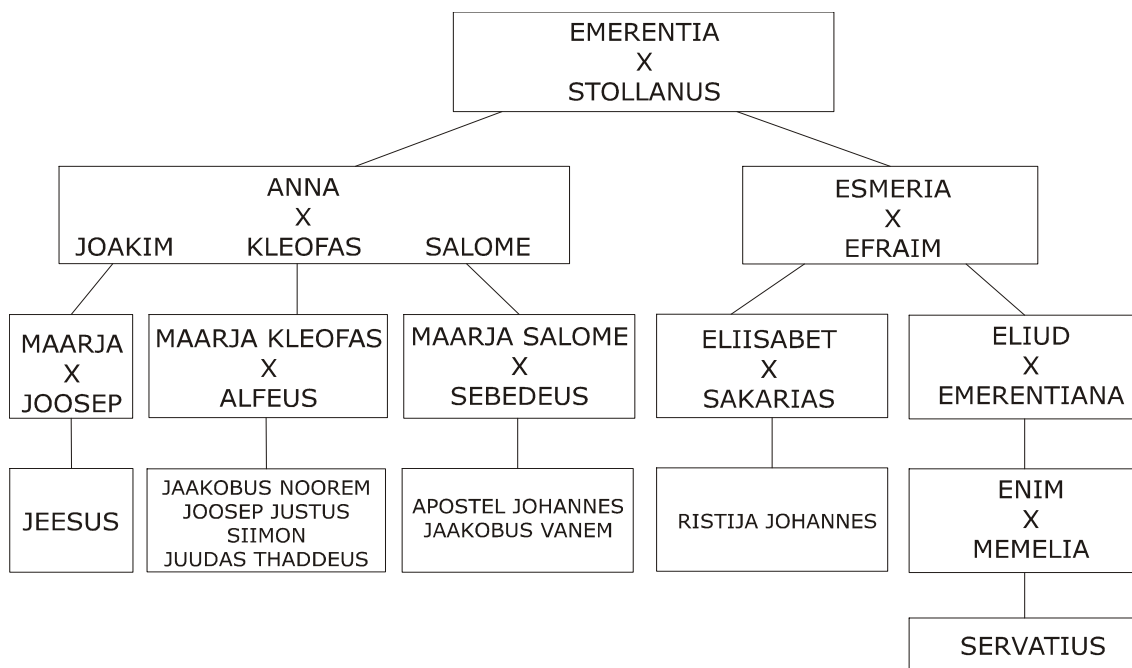 EMERENTIA
X
STOLLANUS
ANNA
X
JOAKIM KLEOFAS SALOME
ESMERIA
X
EFRAIM
MAARJA
X
JOOSEP
MAARJA KLEOFAS
X
ALFEUS
MAARJA SALOME
X
SEBEDEUS
ELIISABET
X
SAKARIAS
ELIUD
X
EMERENTIANA
JEESUS
JAAKOBUS NOOREM
JOOSEP JUSTUS
SIIMON
JUUDAS THADDEUS
APOSTEL JOHANNES
JAAKOBUS VANEM
RISTIJA JOHANNES
ENIM
X
MEMELIA
SERVATIUS